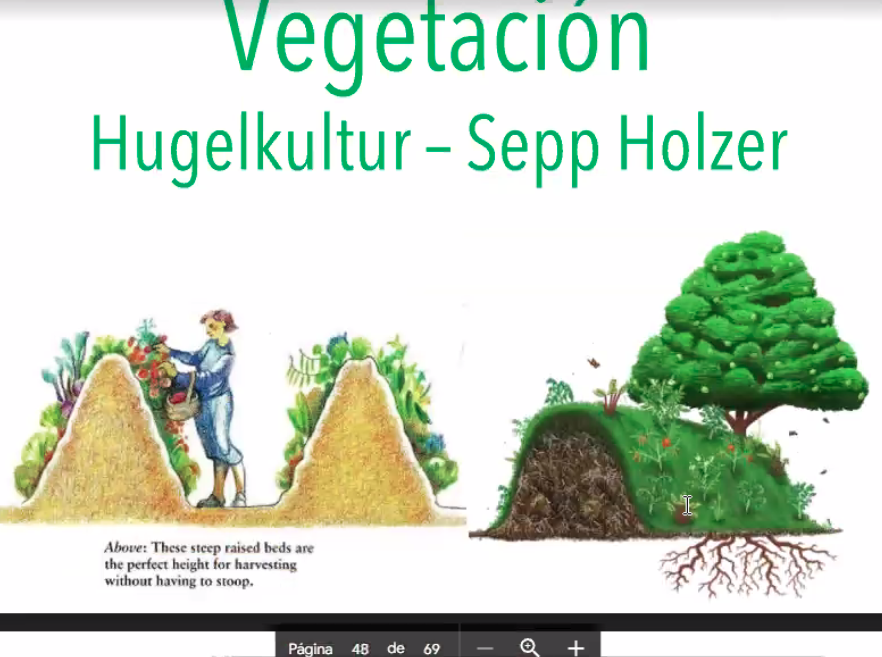 Vegetación
Hugelkultur – Sepp Holzer
Above: These steep raised beds are
the perfect height for harvesting
without having to stoop.
Página 48 de 69